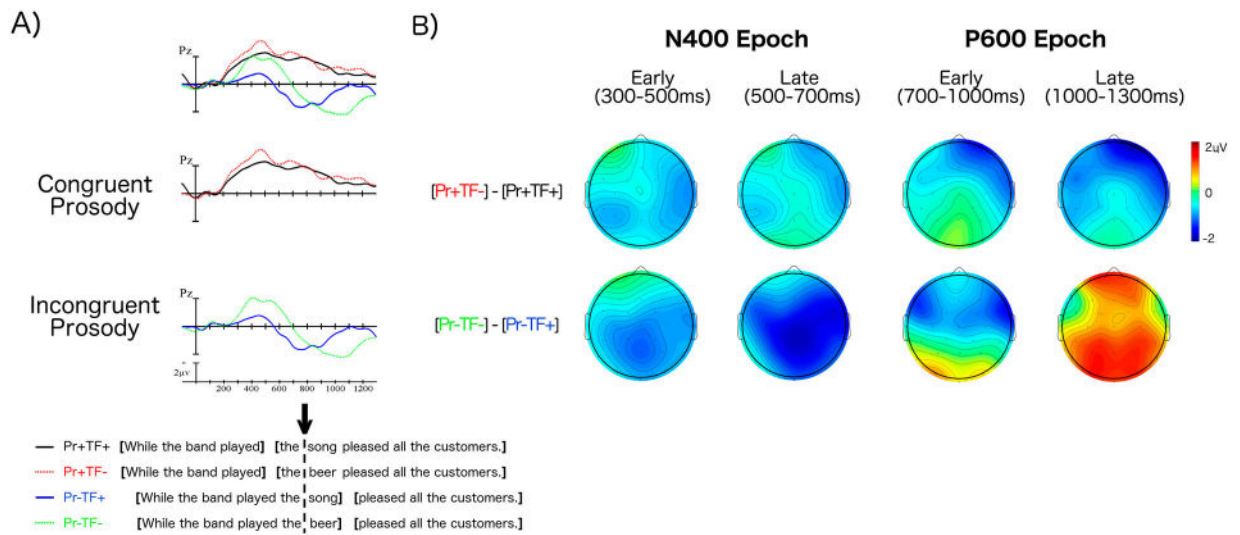 A)
Pz
Pz
Congruent
Prosody
Incongruent
Prosody
Pz
2μv
200 400 600 800 1000 1200
Pr+TF+ [While the band played] [the song pleased all the customers.]
Pr+TF- [While the band played] [the beer pleased all the customers.]
Pr-TF+ [While the band played the song] [pleased all the customers.]
Pr-TF- [While the band played the beer] [pleased all the customers.]
B)
N400 Epoch P600 Epoch
Early Late Early Late
(300-500ms) (500-700ms) (700-1000ms) (1000-1300ms)
[Pr+TF-] - [Pr+TF+]
2μV
0
-2
[Pr-TF-] - [Pr-TF+]